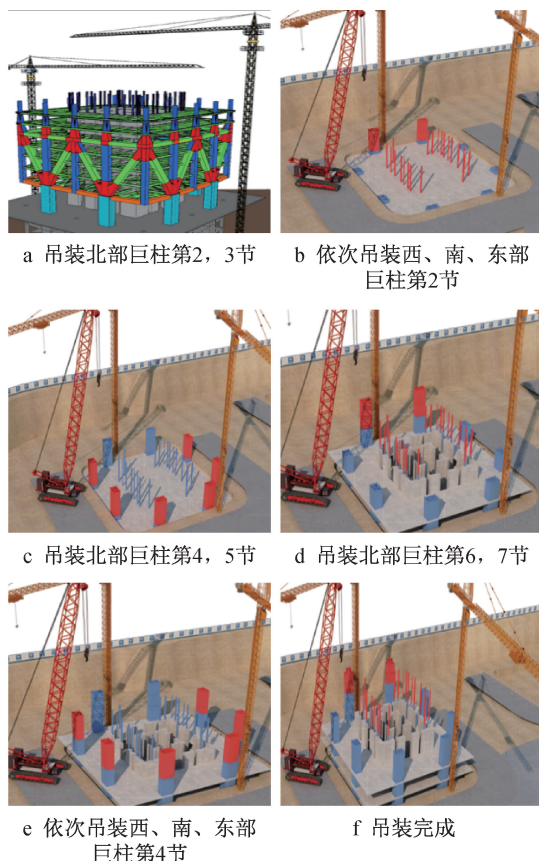 a 吊装北部巨柱第2，3节
b 依次吊装西、南、东部
巨柱第2节
c 吊装北部巨柱第4，5节
d 吊装北部巨柱第6，7节
e 依次吊装西、南、东部
巨柱第4节
f 吊装完成